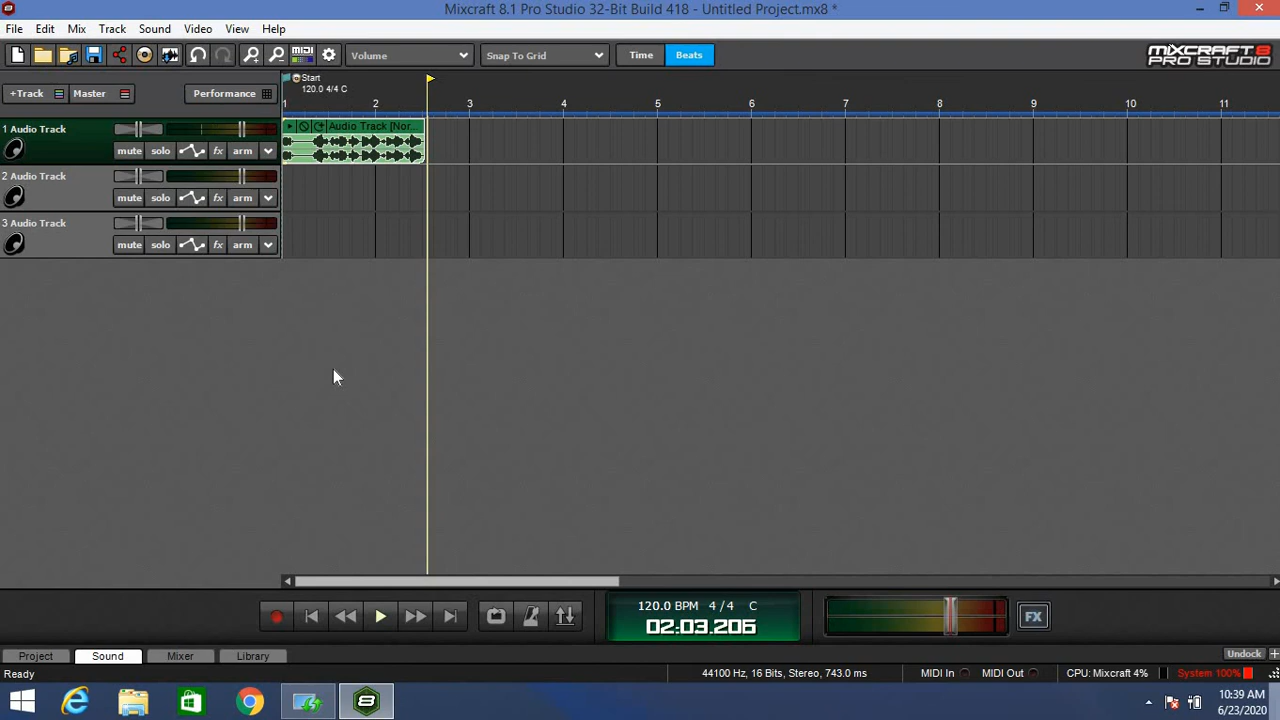 Mixcraft 8.1 Pro Studio 32-Bit Build 418 - Untitled Project.mx8 *
File Edit Mix Track Sound Video View Help
midi Volume Snap To Grid Time Beats MIXCRAFT 8 PRO STUDIO
Start
120.0 4/4 C
+Track Master Performance
1 2 3 4 5 6 7 8 9 10 11
1 Audio Track
Audio Track [Nor...
mute solo fx arm
2 Audio Track
mute solo fx arm
3 Audio Track
mute solo fx arm
120.0 BPM 4/4 C
02:03.206
FX
Project Sound Mixer Library Undock
Ready 44100 Hz, 16 Bits, Stereo, 743.0 ms MIDI In MIDI Out CPU: Mixcraft 4% System 100%
8
10:39 AM
6/23/2020